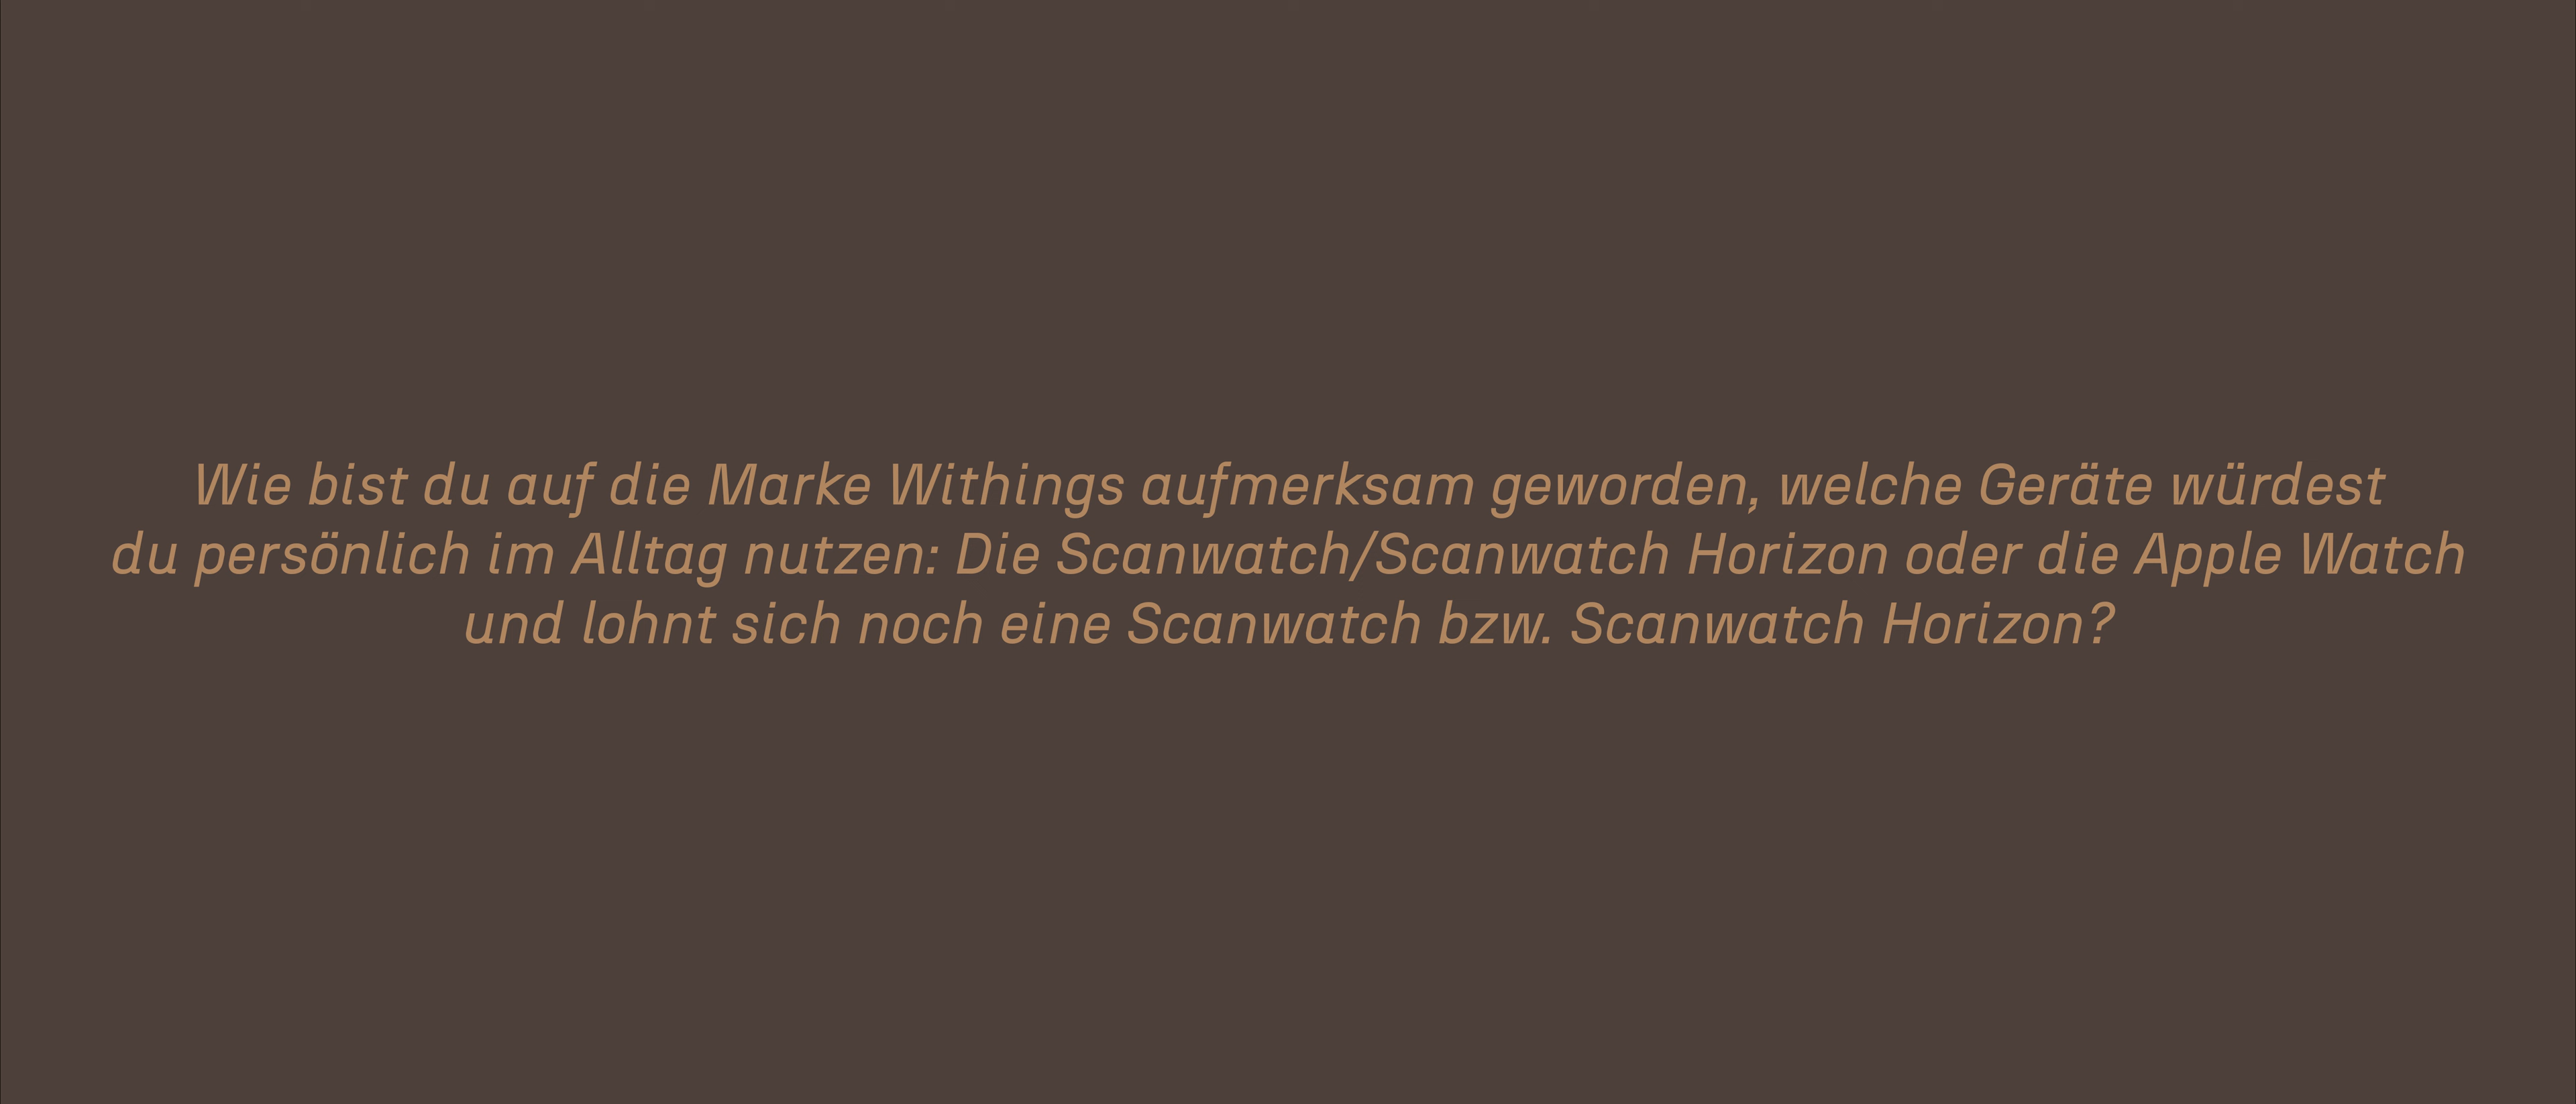 Wie bist du auf die Marke Withings aufmerksam geworden, welche Geräte würdest
du persönlich im Alltag nutzen: Die Scanwatch/Scanwatch Horizon oder die Apple Watch
und lohnt sich noch eine Scanwatch bzw. Scanwatch Horizon?